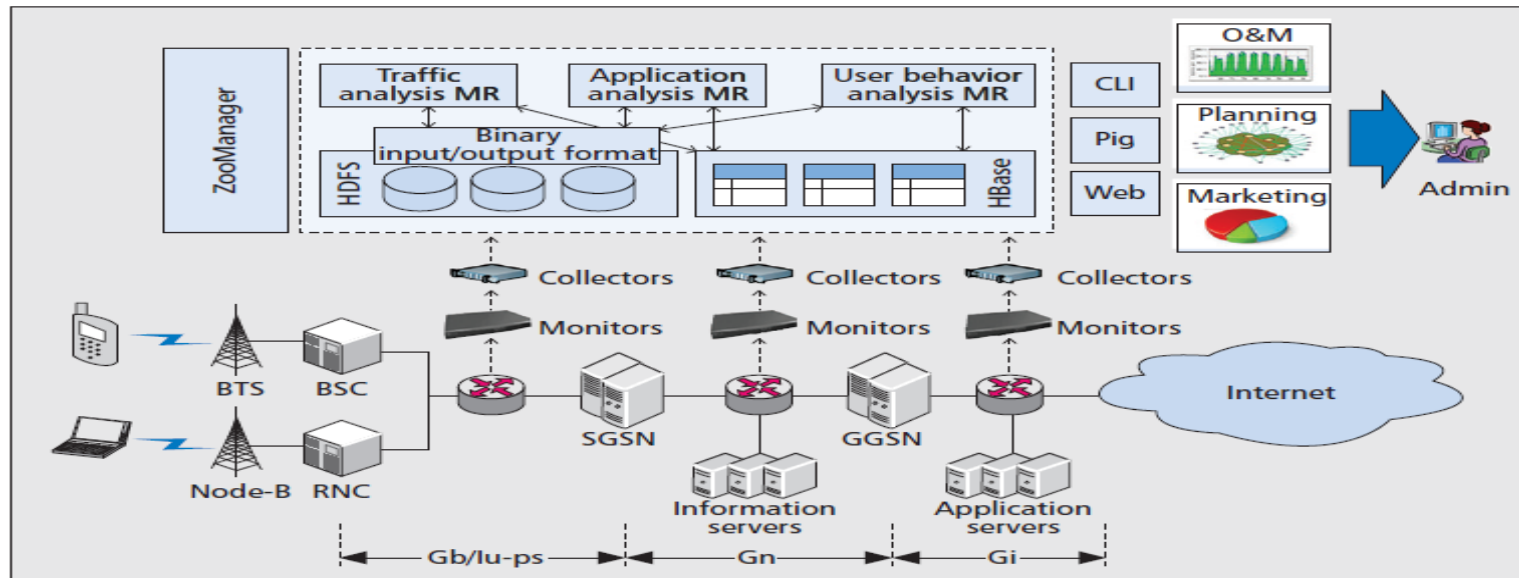 ZooManager
Traffic
analysis MR
Application
analysis MR
User behavior
analysis MR
Binary
input/output format
HDFS
HBase
CLI
Pig
Web
O&M
Planning
Marketing
Admin
Collectors
Collectors
Collectors
Monitors
Monitors
Monitors
BTS
BSC
SGSN
GGSN
Internet
Node-B
RNC
Information
servers
Application
servers
Gb/Iu-ps
Gn
Gi